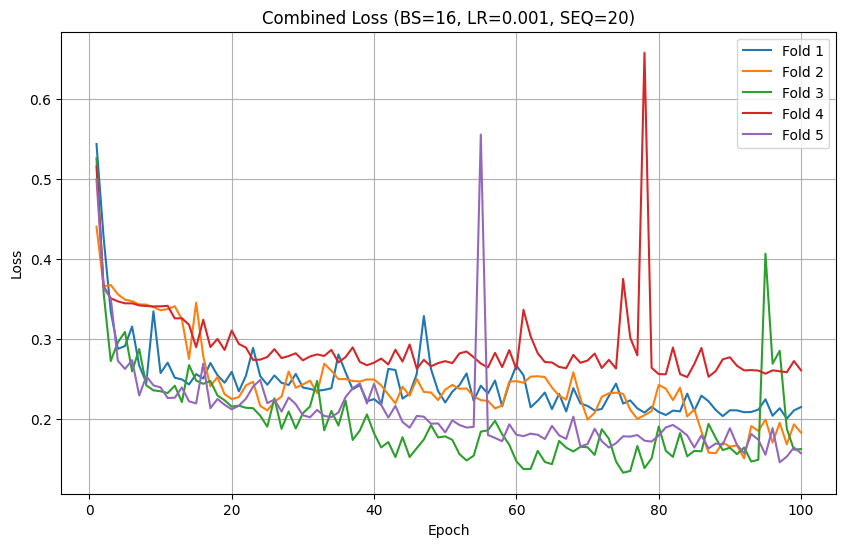 Combined Loss (BS=16, LR=0.001, SEQ=20)
Fold 1
Fold 2
Fold 3
Fold 4
Fold 5
0.6
0.5
0.4
0.3
0.2
Loss
0 20 40 60 80 100
Epoch